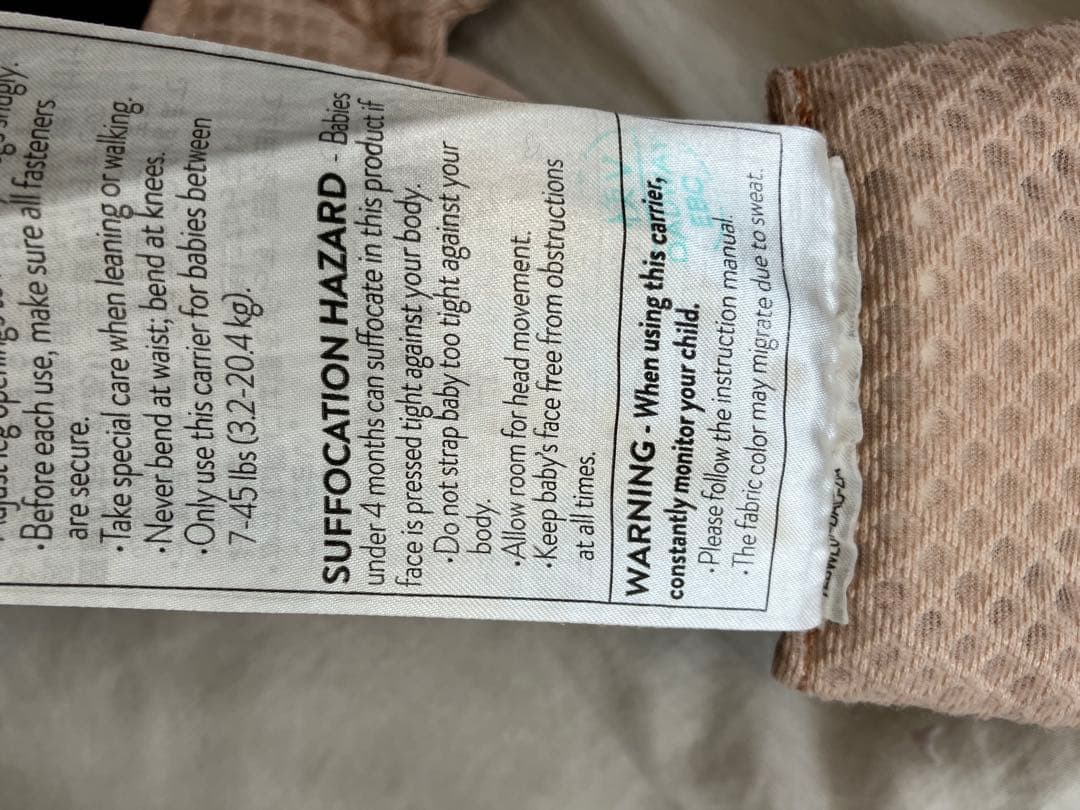 snugly.
• Before each use, make sure all fasteners
are secure.
• Take special care when leaning or walking.
• Never bend at waist; bend at knees.
• Only use this carrier for babies between
7-45 lbs (3.2-20.4 kg).
SUFFOCATION HAZARD - Babies
under 4 months can suffocate in this product if
face is pressed tight against your body.
• Do not strap baby too tight against your
body.
• Allow room for head movement.
• Keep baby's face free from obstructions
at all times.
WARNING - When using this carrier,
constantly monitor your child.
• Please follow the instruction manual.
• The fabric color may migrate due to sweat.